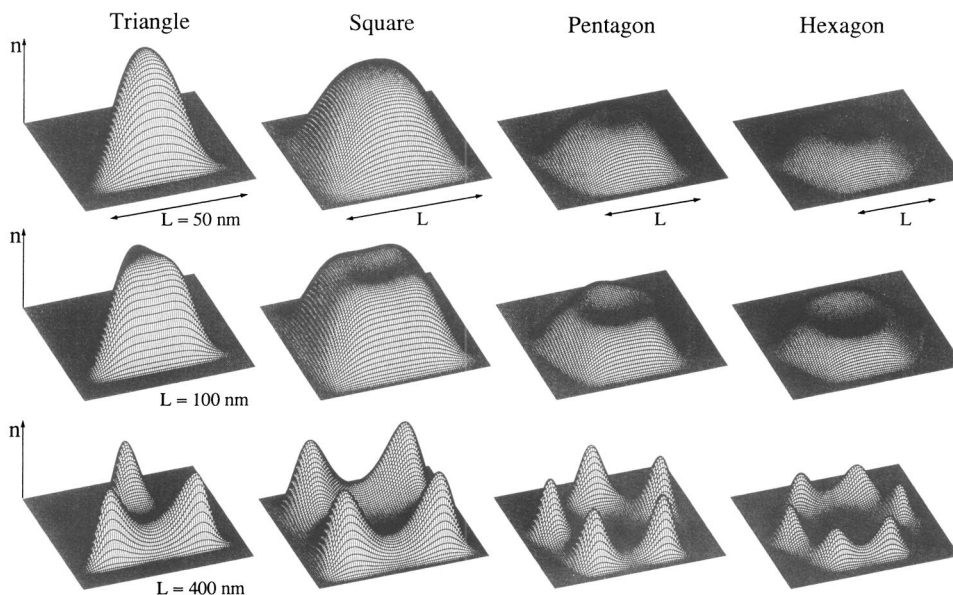 Triangle Square Pentagon Hexagon
n
L = 50 nm L L L
n
L = 100 nm
n
L = 400 nm